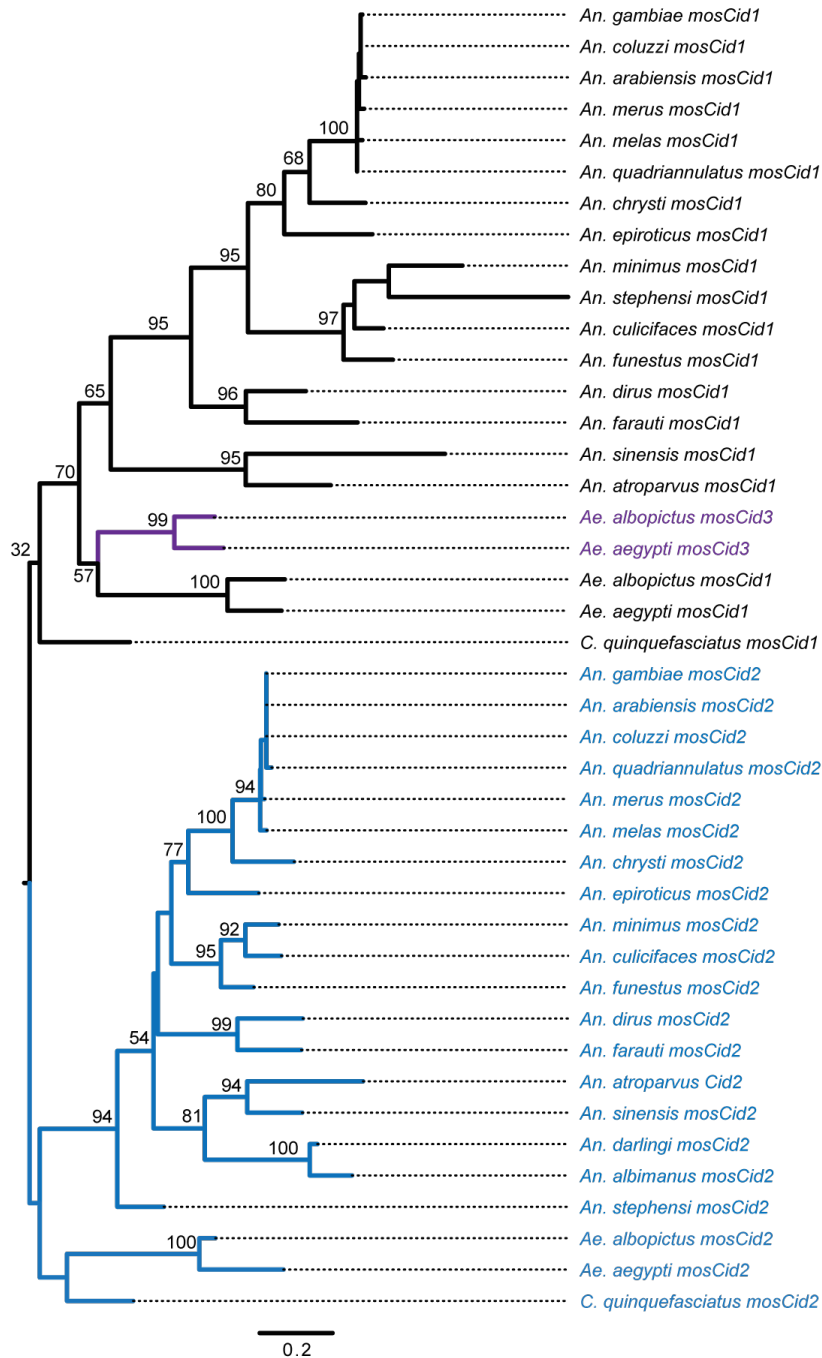 An. gambiae mosCid1
An. coluzzi mosCid1
An. arabiensis mosCid1
An. merus mosCid1
100
An. melas mosCid1
68
An. quadriannulatus mosCid1
80
An. chrysti mosCid1
An. epiroticus mosCid1
95
An. minimus mosCid1
An. stephensi mosCid1
95
97
An. culicifaces mosCid1
An. funestus mosCid1
65
96
An. dirus mosCid1
An. farauti mosCid1
An. sinensis mosCid1
70
95
An. atroparvus mosCid1
Ae. albopictus mosCid3
99
32
Ae. aegypti mosCid3
57
100
Ae. albopictus mosCid1
Ae. aegypti mosCid1
C. quinquefasciatus mosCid1
An. gambiae mosCid2
An. arabiensis mosCid2
An. coluzzi mosCid2
An. quadriannulatus mosCid2
94
An. merus mosCid2
100
An. melas mosCid2
77
An. chrysti mosCid2
An. epiroticus mosCid2
92
An. minimus mosCid2
95
An. culicifaces mosCid2
An. funestus mosCid2
99
An. dirus mosCid2
54
An. farauti mosCid2
94
An. atroparvus Cid2
94
81
An. sinensis mosCid2
100
An. darlingi mosCid2
An. albimanus mosCid2
An. stephensi mosCid2
100
Ae. albopictus mosCid2
Ae. aegypti mosCid2
C. quinquefasciatus mosCid2
0.2